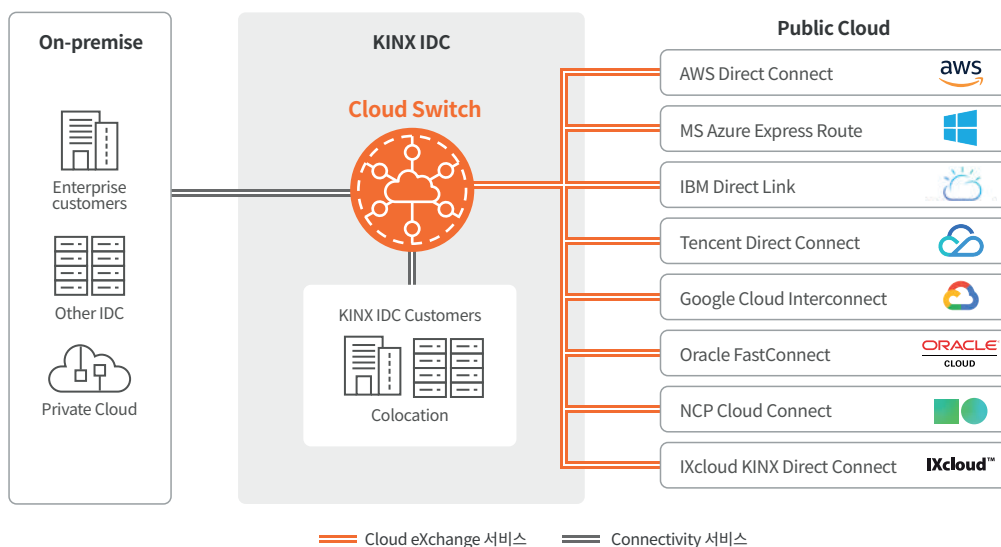 On-premise
Enterprise
customers
Other IDC
Private Cloud
KINX IDC
Cloud Switch
KINX IDC Customers
Colocation
Public Cloud
AWS Direct Connect
aws
MS Azure Express Route
IBM Direct Link
Tencent Direct Connect
Google Cloud Interconnect
Oracle FastConnect
ORACLE
CLOUD
NCP Cloud Connect
IXcloud KINX Direct Connect
IXcloud™
Cloud eXchange 서비스
Connectivity 서비스